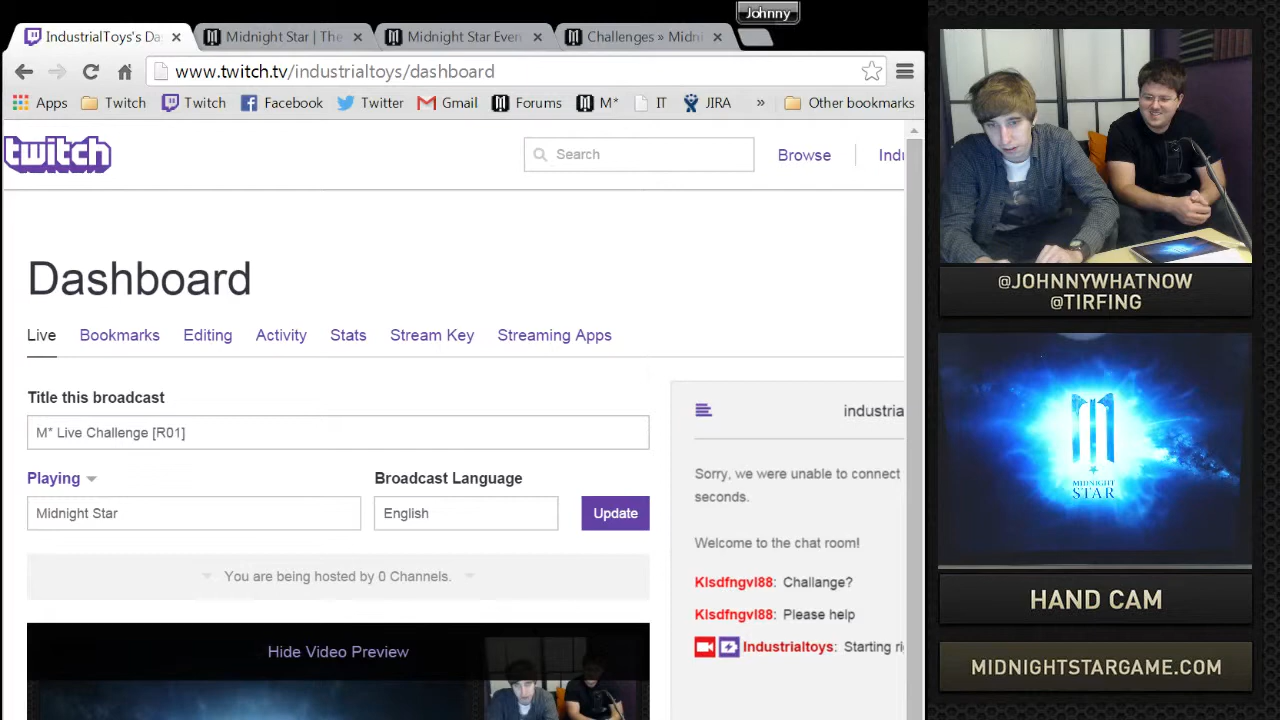 Johnny
IndustrialToys's Da
Midnight Star | The
Midnight Star Even
Challenges » Midni
www.twitch.tv/industrialtoys/dashboard
Apps
Twitch
Twitch
Facebook
Twitter
Gmail
Forums
M*
IT
JIRA
»
Other bookmarks
twitch
Search
Browse
Indu
Dashboard
Live
Bookmarks
Editing
Activity
Stats
Stream Key
Streaming Apps
Title this broadcast
M* Live Challenge [R01]
Playing
Broadcast Language
Midnight Star
English
Update
You are being hosted by 0 Channels.
Hide Video Preview
industria
Sorry, we were unable to connect
seconds.
Welcome to the chat room!
Challange?
Please help
Industrialtoys: Starting ri
@JOHNNYWHATNOW
@TIRFING
MIDNIGHT
STAR
HAND CAM
MIDNIGHTSTARGAME.COM